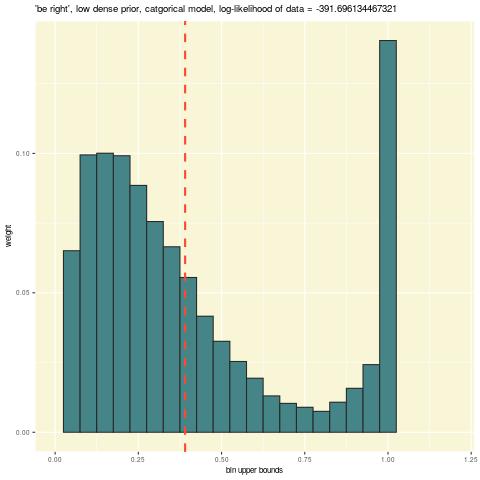 'be right', low dense prior, catgorical model, log-likelihood of data = -391.696134467321
weight
0.10
0.05
0.00
0.00 0.25 0.50 0.75 1.00 1.25
bin upper bounds